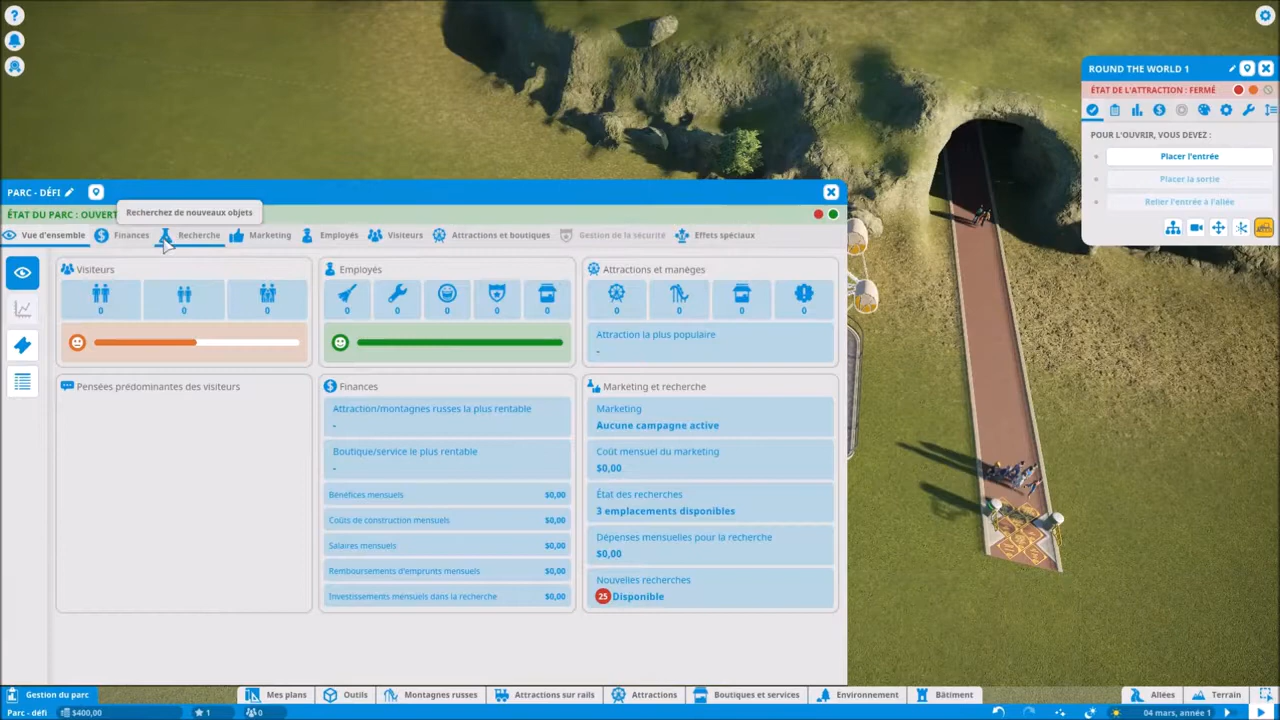 ROUND THE WORLD 1
ÉTAT DE L'ATTRACTION : FERMÉ
POUR L'OUVRIR, VOUS DEVEZ :
Placer l'entrée
Placer la sortie
Relier l'entrée à l'allée
PARC - DÉFI
ÉTAT DU PARC : OUVERT
Recherchez de nouveaux objets
Vue d'ensemble
Finances
Recherche
Marketing
Employés
Visiteurs
Attractions et boutiques
Gestion de la sécurité
Effets spéciaux
Visiteurs
0 0 0
Employés
0 0 0 0 0
Attractions et manèges
0 0 0 0
Attraction la plus populaire
-
Pensées prédominantes des visiteurs
Finances
Attraction/montagnes russes la plus rentable
-
Boutique/service le plus rentable
-
Bénéfices mensuels $0,00
Coûts de construction mensuels $0,00
Salaires mensuels $0,00
Remboursements d'emprunts mensuels $0,00
Investissements mensuels dans la recherche $0,00
Marketing et recherche
Marketing
Aucune campagne active
Coût mensuel du marketing
$0,00
État des recherches
3 emplacements disponibles
Dépenses mensuelles pour la recherche
$0,00
Nouvelles recherches
25 Disponible
Gestion du parc
Mes plans
Outils
Montagnes russes
Attractions sur rails
Attractions
Boutiques et services
Environnement
Bâtiment
Allées
Terrain
Parc - défi
$400,00
1
0
04 mars, année 1